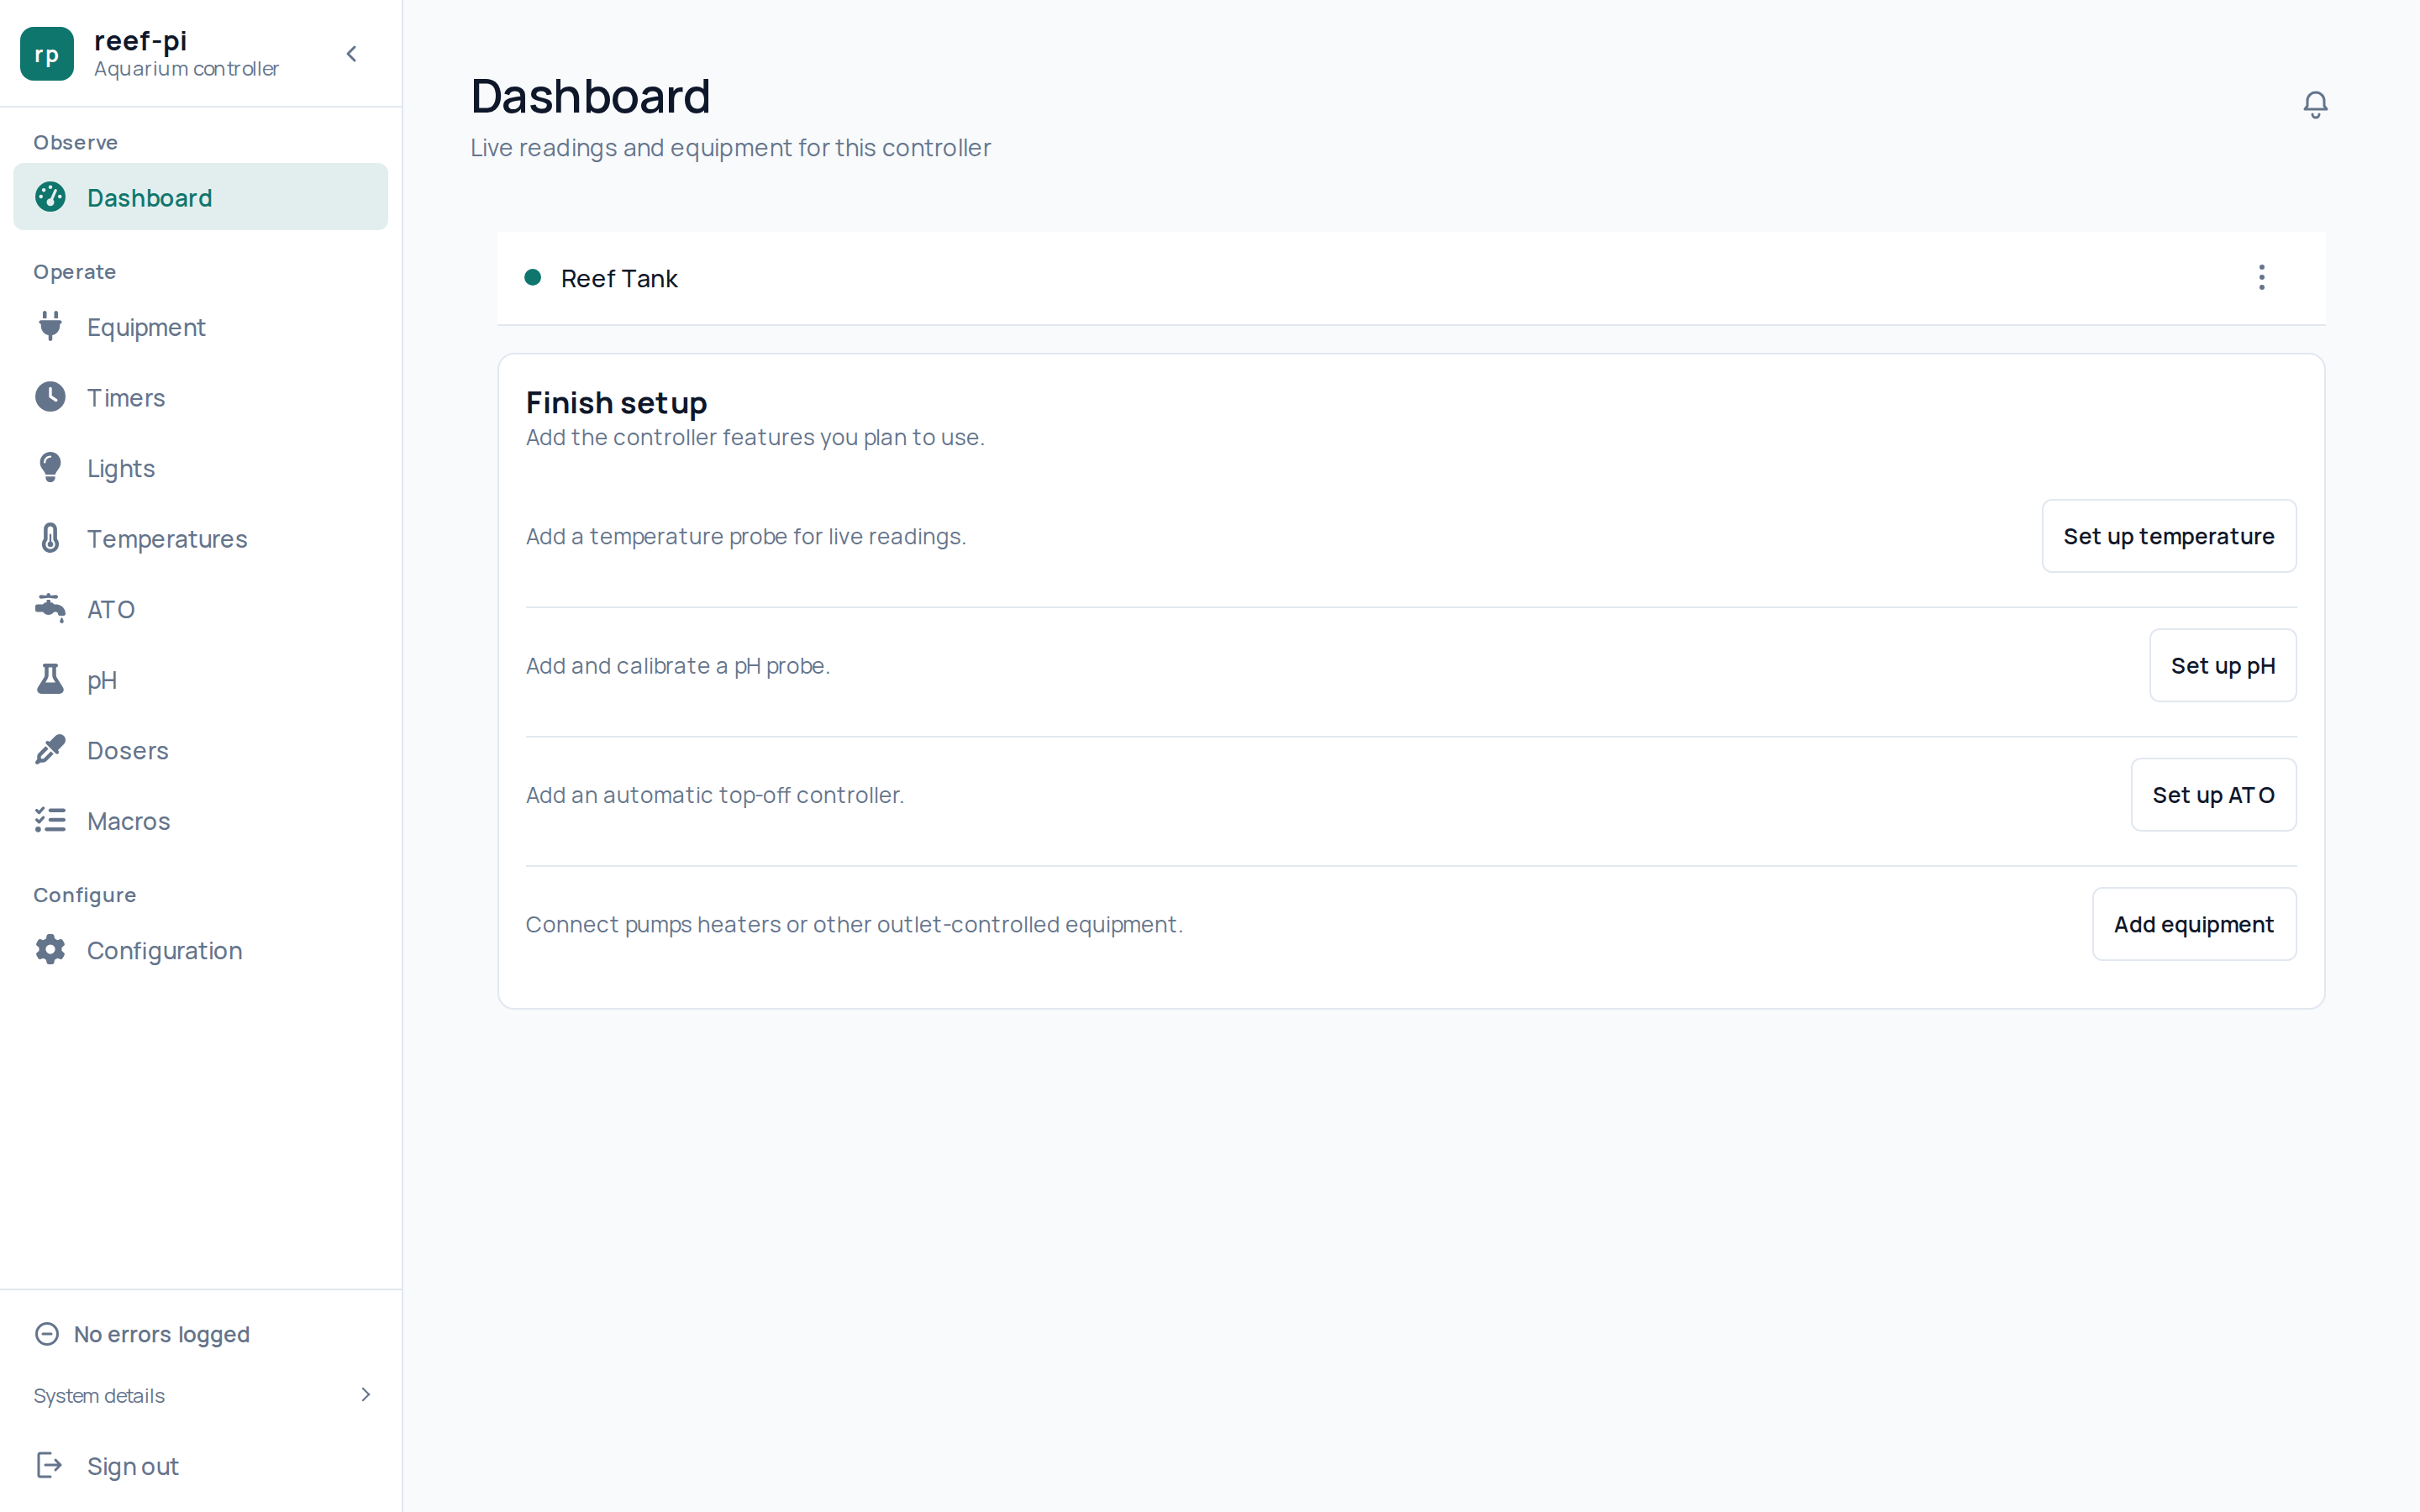 rp
reef-pi
Aquarium controller
Observe
Dashboard
Operate
Equipment
Timers
Lights
Temperatures
ATO
pH
Dosers
Macros
Configure
Configuration
No errors logged
System details
Sign out
Dashboard
Live readings and equipment for this controller
Reef Tank
Finish setup
Add the controller features you plan to use.
Add a temperature probe for live readings.
Set up temperature
Add and calibrate a pH probe.
Set up pH
Add an automatic top-off controller.
Set up ATO
Connect pumps heaters or other outlet-controlled equipment.
Add equipment